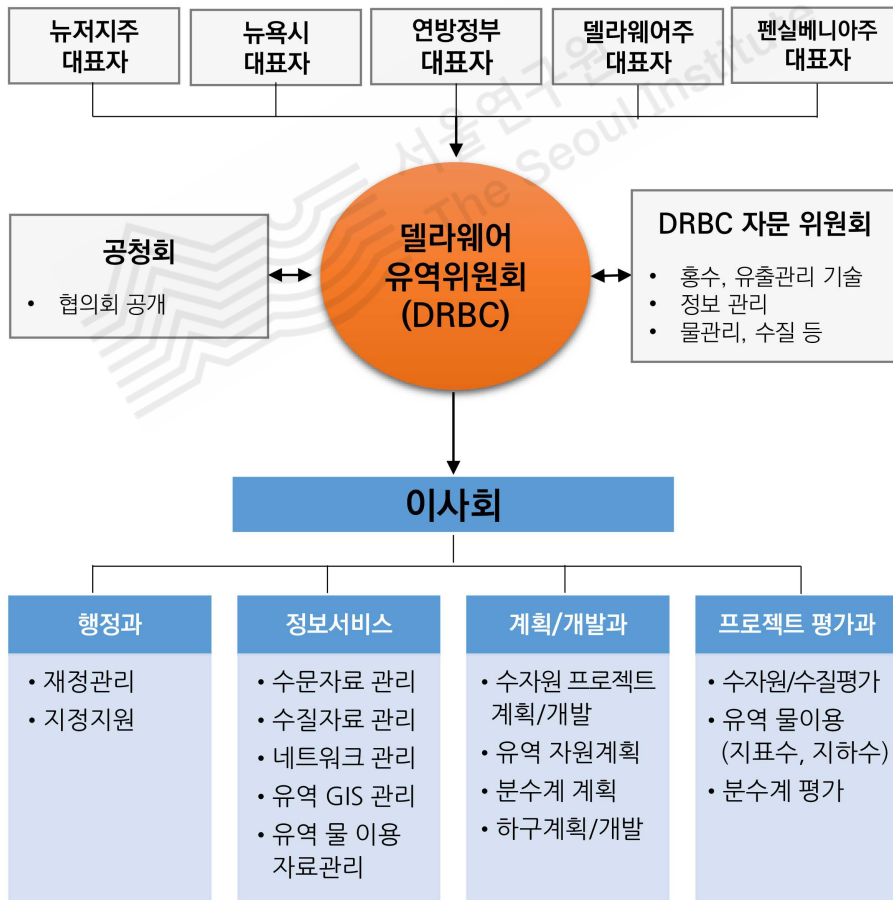 뉴저지주
대표자
뉴욕시
대표자
연방정부
대표자
델라웨어주
대표자
펜실베니아주
대표자
서울연구원
The Seoul Institute
공청회
• 협의회 공개
델라웨어
유역위원회
(DRBC)
DRBC 자문 위원회
• 홍수, 유출관리 기술
• 정보 관리
• 물관리, 수질 등
이사회
행정과
• 재정관리
• 지정지원
정보서비스
• 수문자료 관리
• 수질자료 관리
• 네트워크 관리
• 유역 GIS 관리
• 유역 물 이용
자료관리
계획/개발과
• 수자원 프로젝트
계획/개발
• 유역 자원계획
• 분수계 계획
• 하구계획/개발
프로젝트 평가과
• 수자원/수질평가
• 유역 물이용
(지표수, 지하수)
• 분수계 평가